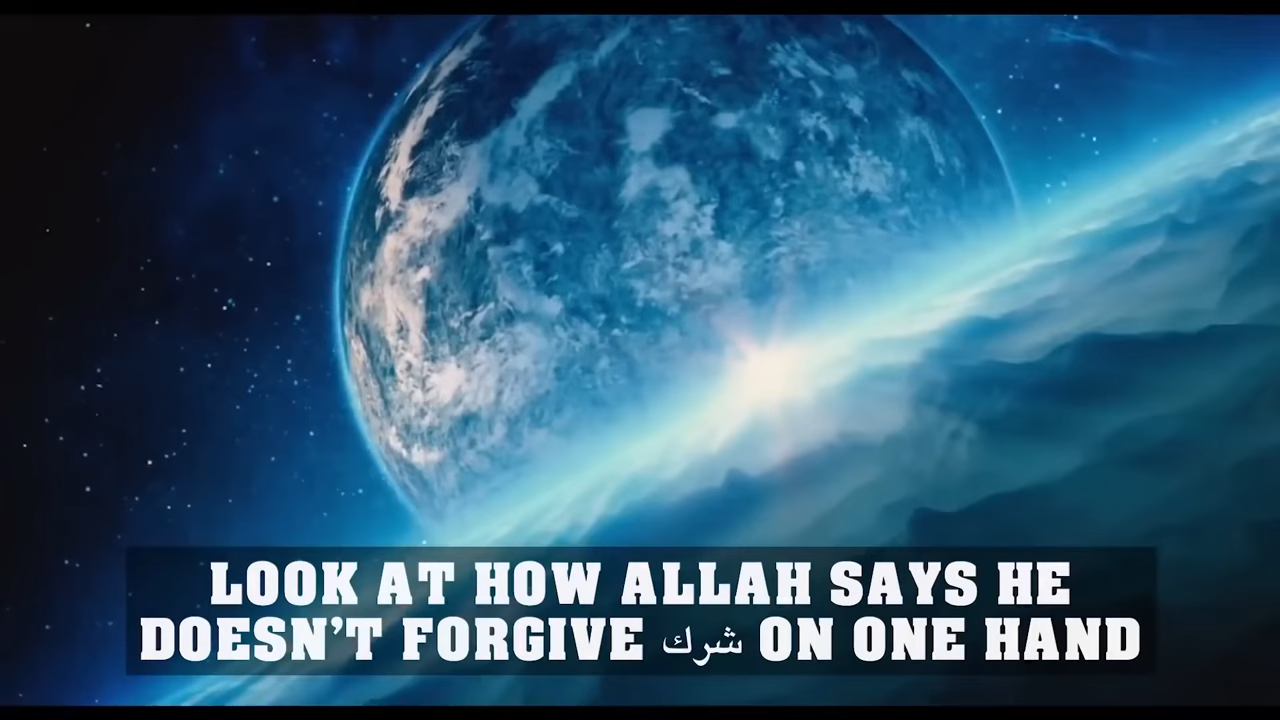 LOOK AT HOW ALLAH SAYS HE
DOESN'T FORGIVE شرك ON ONE HAND